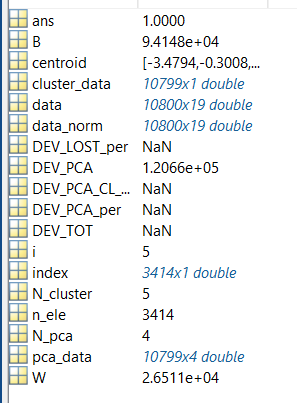 ans 1.0000
B 9.4148e+04
centroid [-3.4794,-0.3008,...
cluster_data 10799x1 double
data 10800x19 double
data_norm 10800x19 double
DEV_LOST_per NaN
DEV_PCA 1.2066e+05
DEV_PCA_CL_... NaN
DEV_PCA_per NaN
DEV_TOT NaN
i 5
index 3414x1 double
N_cluster 5
n_ele 3414
N_pca 4
pca_data 10799x4 double
W 2.6511e+04